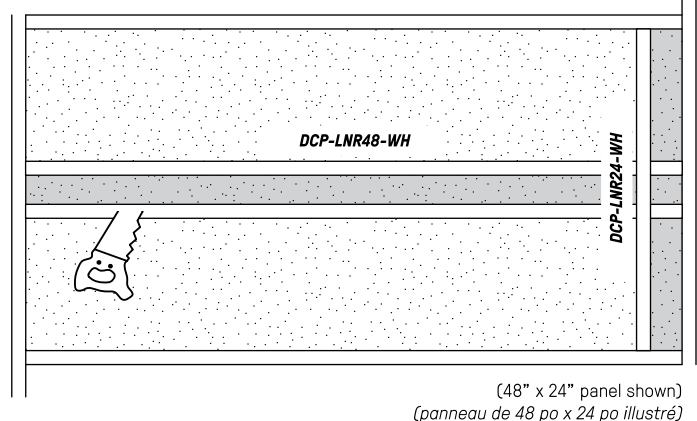 DCP-LNR48-WH
DCP-LNR24-WH
(48” x 24” panel shown)
(panneau de 48 po x 24 po illustré)